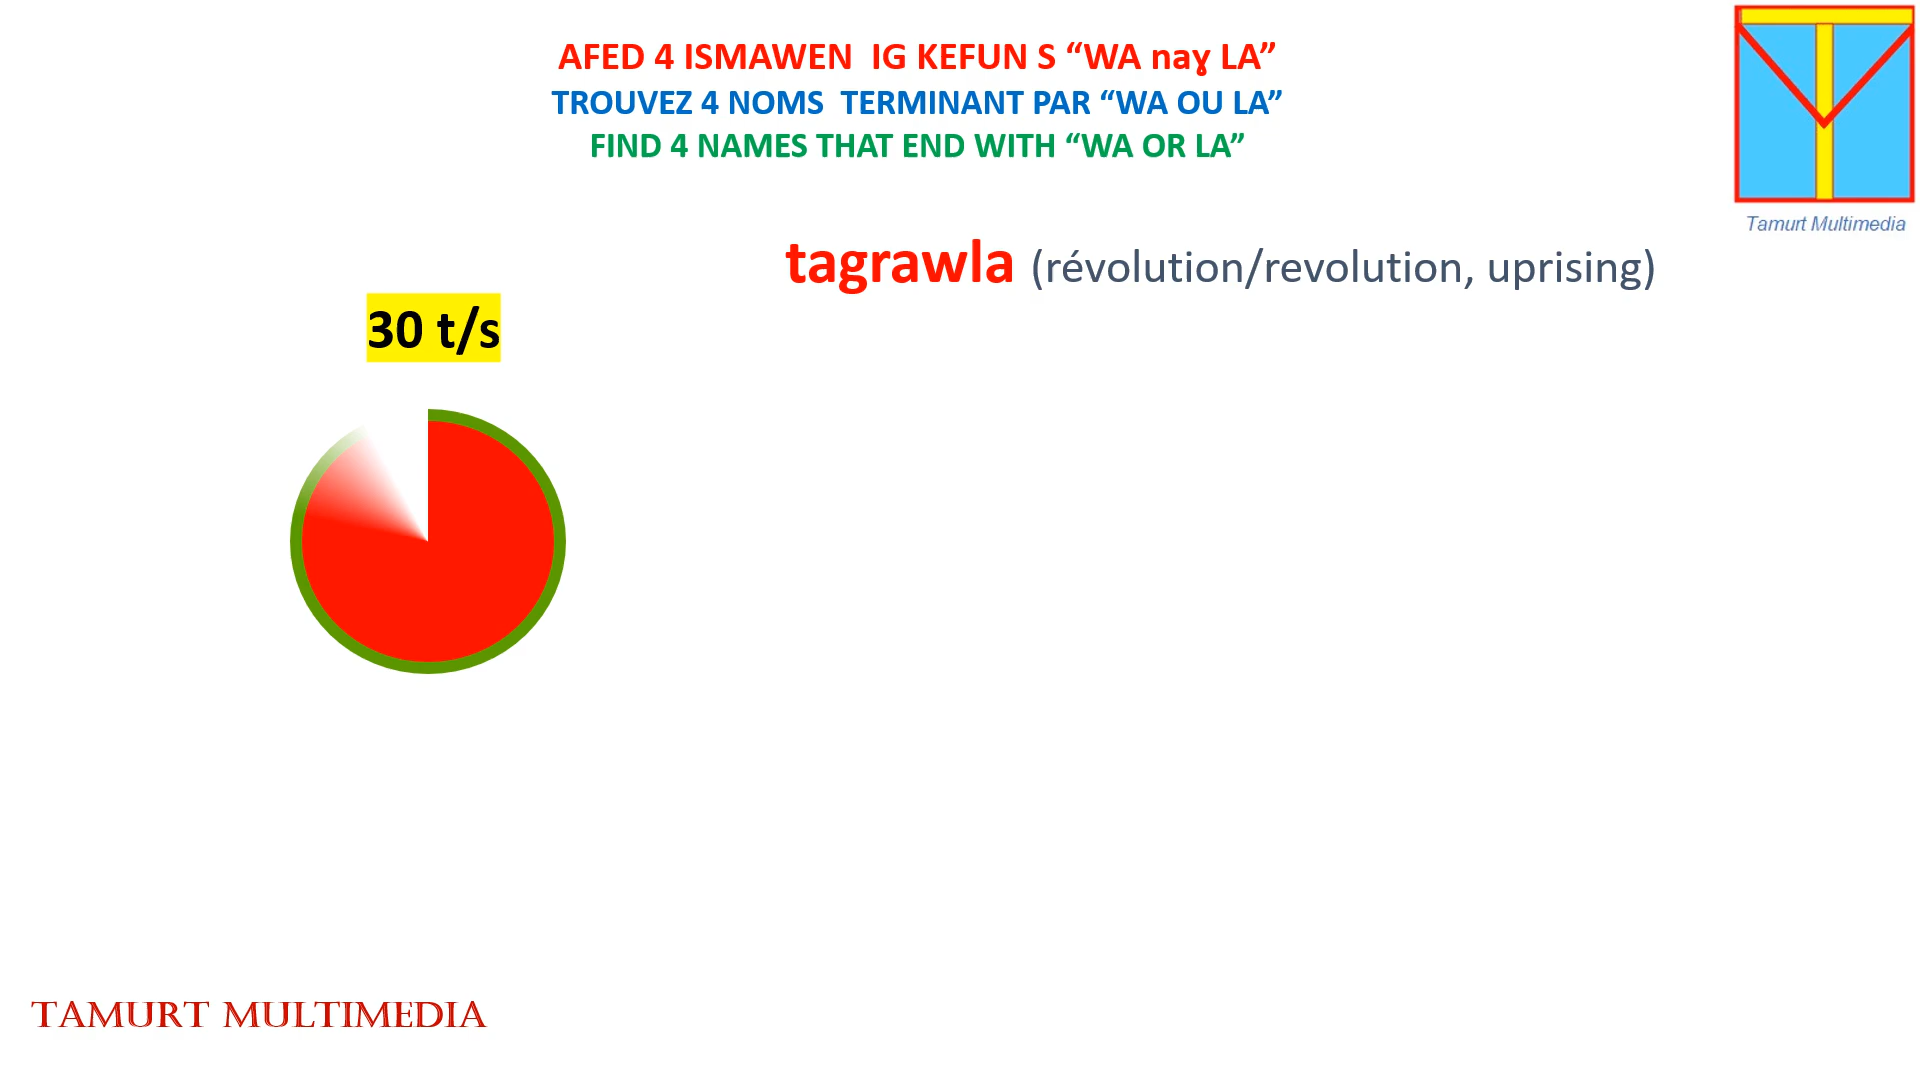 AFED 4 ISMAWEN IG KEFUN S “WA naɣ LA”
TROUVEZ 4 NOMS TERMINANT PAR “WA OU LA”
FIND 4 NAMES THAT END WITH “WA OR LA”
Tamurt Multimedia
tagrawla (révolution/revolution, uprising)
30 t/s
TAMURT MULTIMEDIA